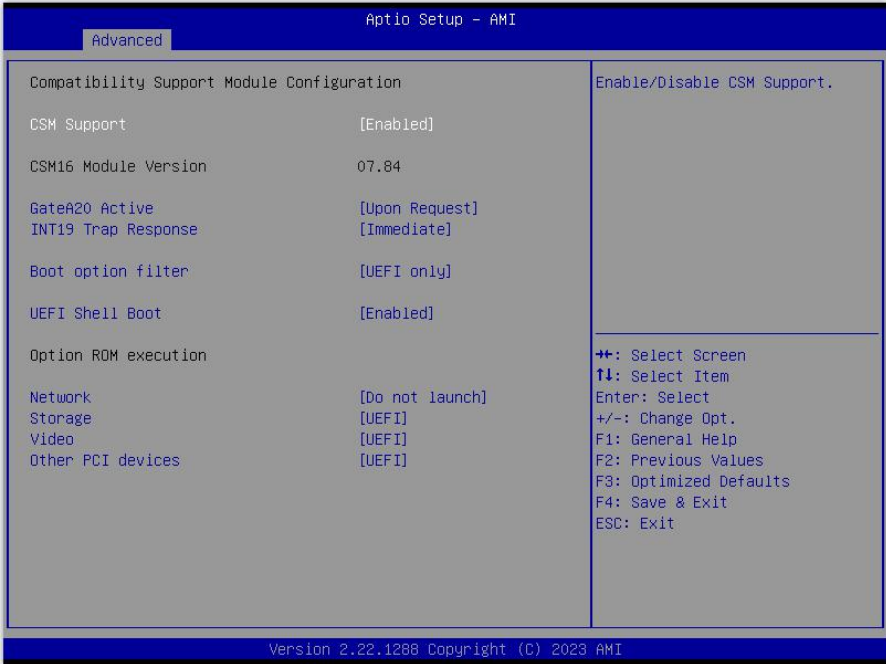 Aptio Setup – AMI
Advanced
Compatibility Support Module Configuration
CSM Support [Enabled]
CSM16 Module Version 07.84
GateA20 Active [Upon Request]
INT19 Trap Response [Immediate]
Boot option filter [UEFI only]
UEFI Shell Boot [Enabled]
Option ROM execution
Network [Do not launch]
Storage [UEFI]
Video [UEFI]
Other PCI devices [UEFI]
Enable/Disable CSM Support.
→←: Select Screen
↑↓: Select Item
Enter: Select
+/-: Change Opt.
F1: General Help
F2: Previous Values
F3: Optimized Defaults
F4: Save & Exit
ESC: Exit
Version 2.22.1288 Copyright (C) 2023 AMI